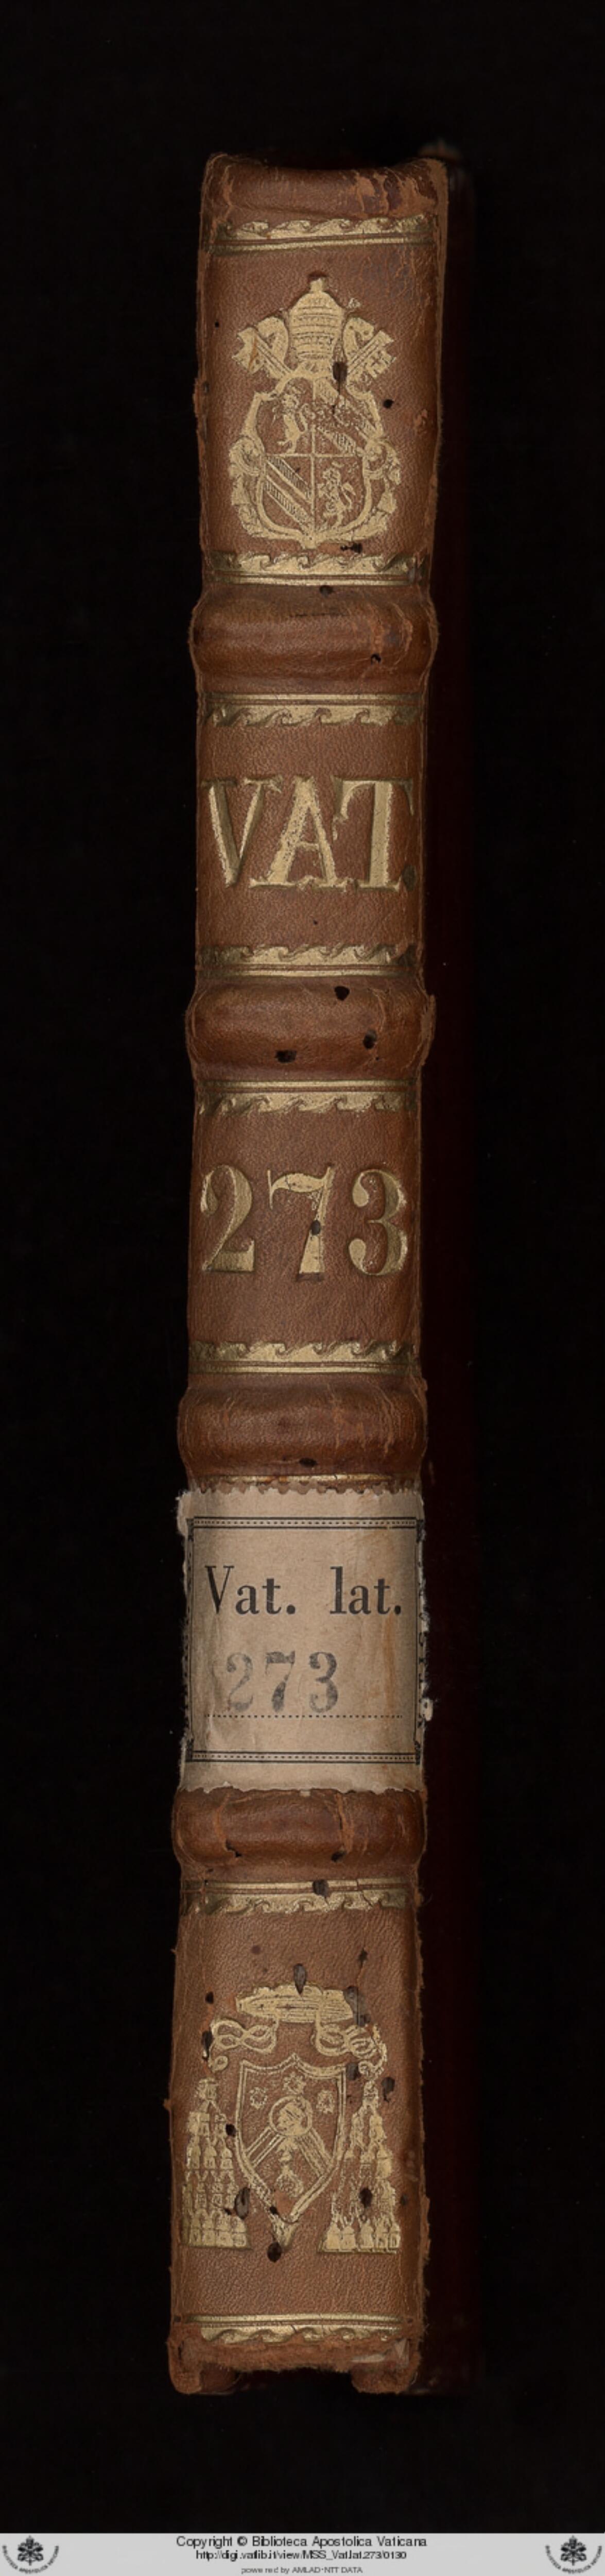 VAT.
273
Vat. lat.
273
Copyright © Biblioteca Apostolica Vaticana
http://digi.vatlib.it/view/MSS_Vat.lat.273/0130
powered by AMLAD-NTT DATA